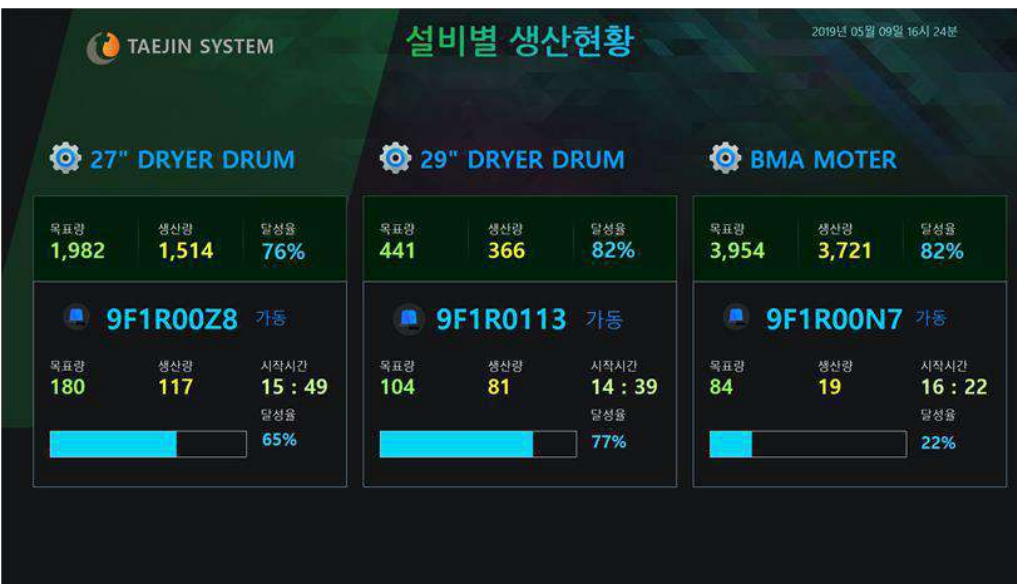 TAEJIN SYSTEM
설비별 생산현황
2019년 05월 09일 16시 24분
27" DRYER DRUM
29" DRYER DRUM
BMA MOTER
목표량 생산량 달성율
1,982 1,514 76%
목표량 생산량 달성율
441 366 82%
목표량 생산량 달성율
3,954 3,721 82%
9F1R00Z8 가동
9F1R0113 가동
9F1R00N7 가동
목표량 생산량 시작시간
180 117 15 : 49
달성율
65%
목표량 생산량 시작시간
104 81 14 : 39
달성율
77%
목표량 생산량 시작시간
84 19 16 : 22
달성율
22%